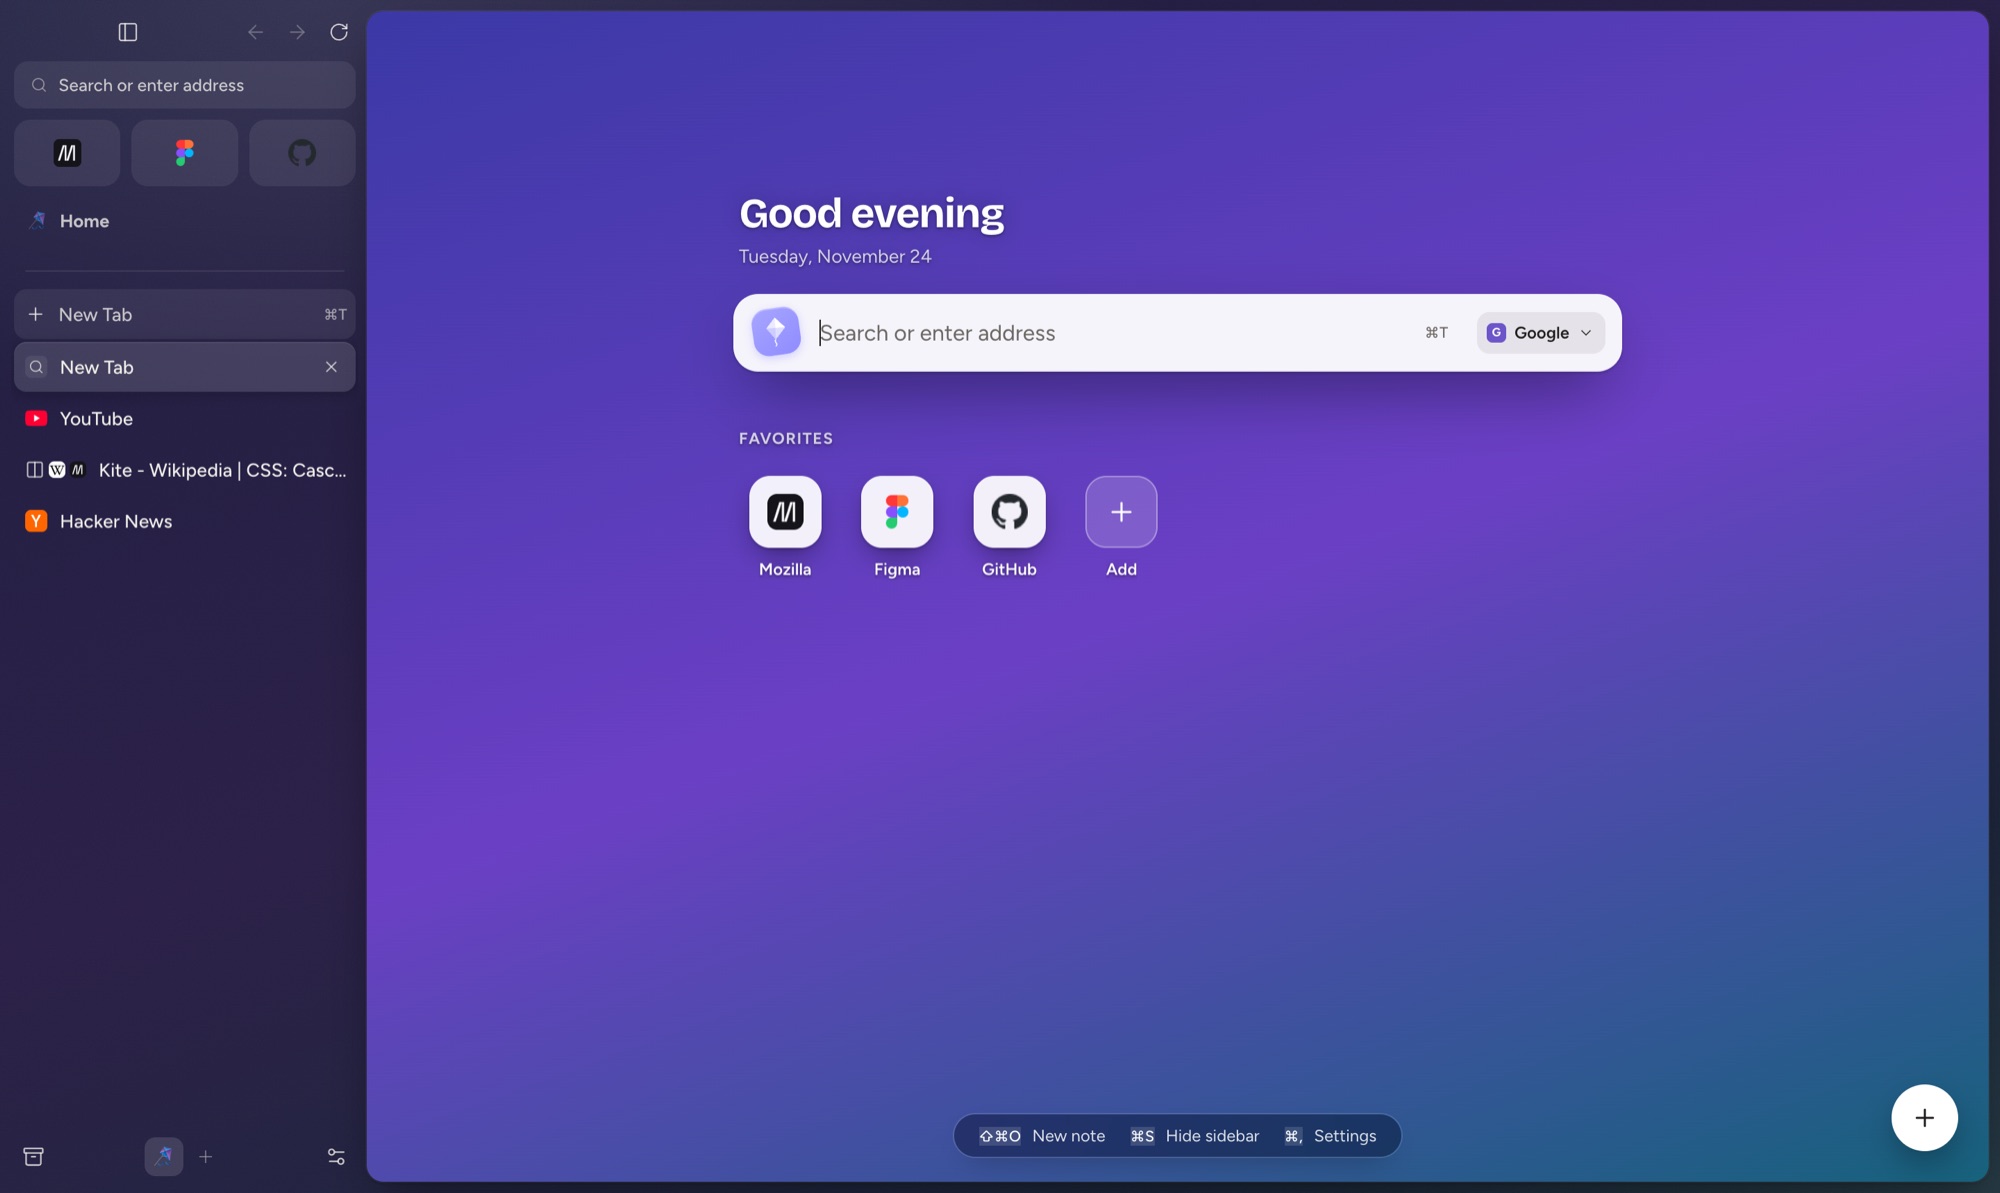 Search or enter address
Home
New Tab ⌘T
New Tab
YouTube
Kite - Wikipedia | CSS: Casc...
Hacker News
Good evening
Tuesday, November 24
Search or enter address ⌘T G Google
FAVORITES
Mozilla Figma GitHub Add
⇧⌘O New note ⌘S Hide sidebar ⌘, Settings